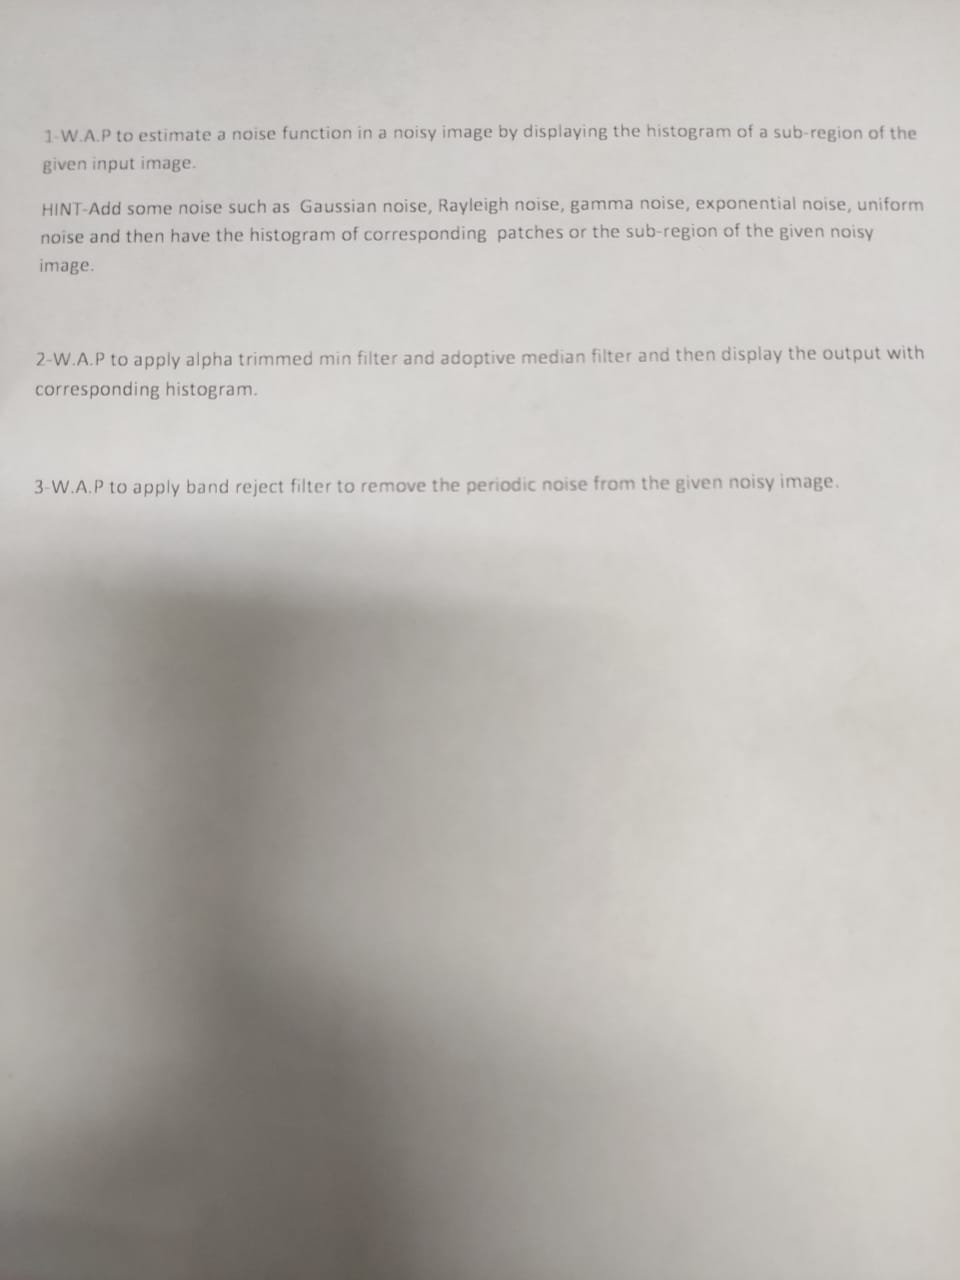 1-W.A.P to estimate a noise function in a noisy image by displaying the histogram of a sub-region of the
given input image.
HINT-Add some noise such as Gaussian noise, Rayleigh noise, gamma noise, exponential noise, uniform
noise and then have the histogram of corresponding patches or the sub-region of the given noisy
image.
2-W.A.P to apply alpha trimmed min filter and adoptive median filter and then display the output with
corresponding histogram.
3-W.A.P to apply band reject filter to remove the periodic noise from the given noisy image.